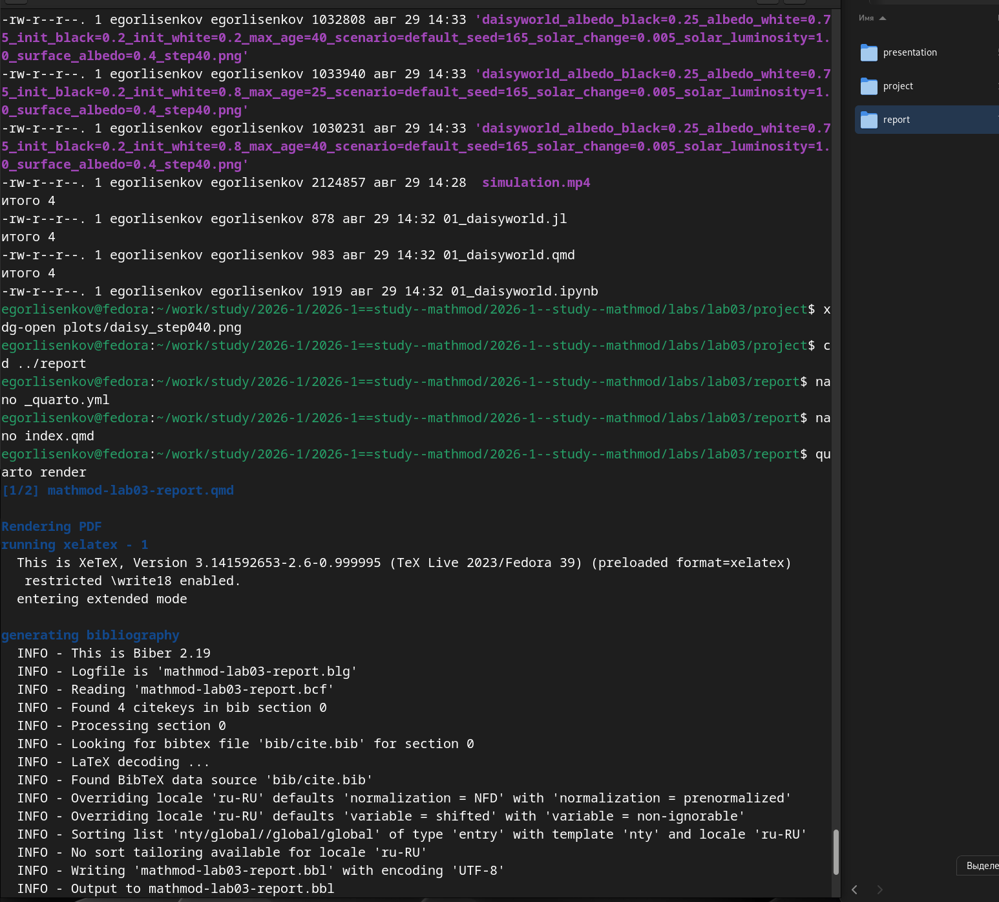 -rw-r--r--. 1 egorlisenkov egorlisenkov 1032808 авг 29 14:33 'daisyworld_albedo_black=0.25_albedo_white=0.7
5_init_black=0.2_init_white=0.2_max_age=40_scenario=default_seed=165_solar_change=0.005_solar_luminosity=1.
0_surface_albedo=0.4_step40.png'
-rw-r--r--. 1 egorlisenkov egorlisenkov 1033940 авг 29 14:33 'daisyworld_albedo_black=0.25_albedo_white=0.7
5_init_black=0.2_init_white=0.8_max_age=25_scenario=default_seed=165_solar_change=0.005_solar_luminosity=1.
0_surface_albedo=0.4_step40.png'
-rw-r--r--. 1 egorlisenkov egorlisenkov 1030231 авг 29 14:33 'daisyworld_albedo_black=0.25_albedo_white=0.7
5_init_black=0.2_init_white=0.8_max_age=40_scenario=default_seed=165_solar_change=0.005_solar_luminosity=1.
0_surface_albedo=0.4_step40.png'
-rw-r--r--. 1 egorlisenkov egorlisenkov 2124857 авг 29 14:28  simulation.mp4
итого 4
-rw-r--r--. 1 egorlisenkov egorlisenkov 878 авг 29 14:32 01_daisyworld.jl
итого 4
-rw-r--r--. 1 egorlisenkov egorlisenkov 983 авг 29 14:32 01_daisyworld.qmd
итого 4
-rw-r--r--. 1 egorlisenkov egorlisenkov 1919 авг 29 14:32 01_daisyworld.ipynb
egorlisenkov@fedora:~/work/study/2026-1/2026-1==study--mathmod/2026-1--study--mathmod/labs/lab03/project$ x
dg-open plots/daisy_step040.png
egorlisenkov@fedora:~/work/study/2026-1/2026-1==study--mathmod/2026-1--study--mathmod/labs/lab03/project$ c
d ../report
egorlisenkov@fedora:~/work/study/2026-1/2026-1==study--mathmod/2026-1--study--mathmod/labs/lab03/report$ na
no _quarto.yml
egorlisenkov@fedora:~/work/study/2026-1/2026-1==study--mathmod/2026-1--study--mathmod/labs/lab03/report$ na
no index.qmd
egorlisenkov@fedora:~/work/study/2026-1/2026-1==study--mathmod/2026-1--study--mathmod/labs/lab03/report$ qu
arto render
[1/2] mathmod-lab03-report.qmd
Rendering PDF
running xelatex - 1
This is XeTeX, Version 3.141592653-2.6-0.999995 (TeX Live 2023/Fedora 39) (preloaded format=xelatex)
restricted \write18 enabled.
entering extended mode
generating bibliography
INFO - This is Biber 2.19
INFO - Logfile is 'mathmod-lab03-report.blg'
INFO - Reading 'mathmod-lab03-report.bcf'
INFO - Found 4 citekeys in bib section 0
INFO - Processing section 0
INFO - Looking for bibtex file 'bib/cite.bib' for section 0
INFO - LaTeX decoding ...
INFO - Found BibTeX data source 'bib/cite.bib'
INFO - Overriding locale 'ru-RU' defaults 'normalization = NFD' with 'normalization = prenormalized'
INFO - Overriding locale 'ru-RU' defaults 'variable = shifted' with 'variable = non-ignorable'
INFO - Sorting list 'nty/global//global/global' of type 'entry' with template 'nty' and locale 'ru-RU'
INFO - No sort tailoring available for locale 'ru-RU'
INFO - Writing 'mathmod-lab03-report.bbl' with encoding 'UTF-8'
INFO - Output to mathmod-lab03-report.bbl
Имя
presentation
project
report
Выделе